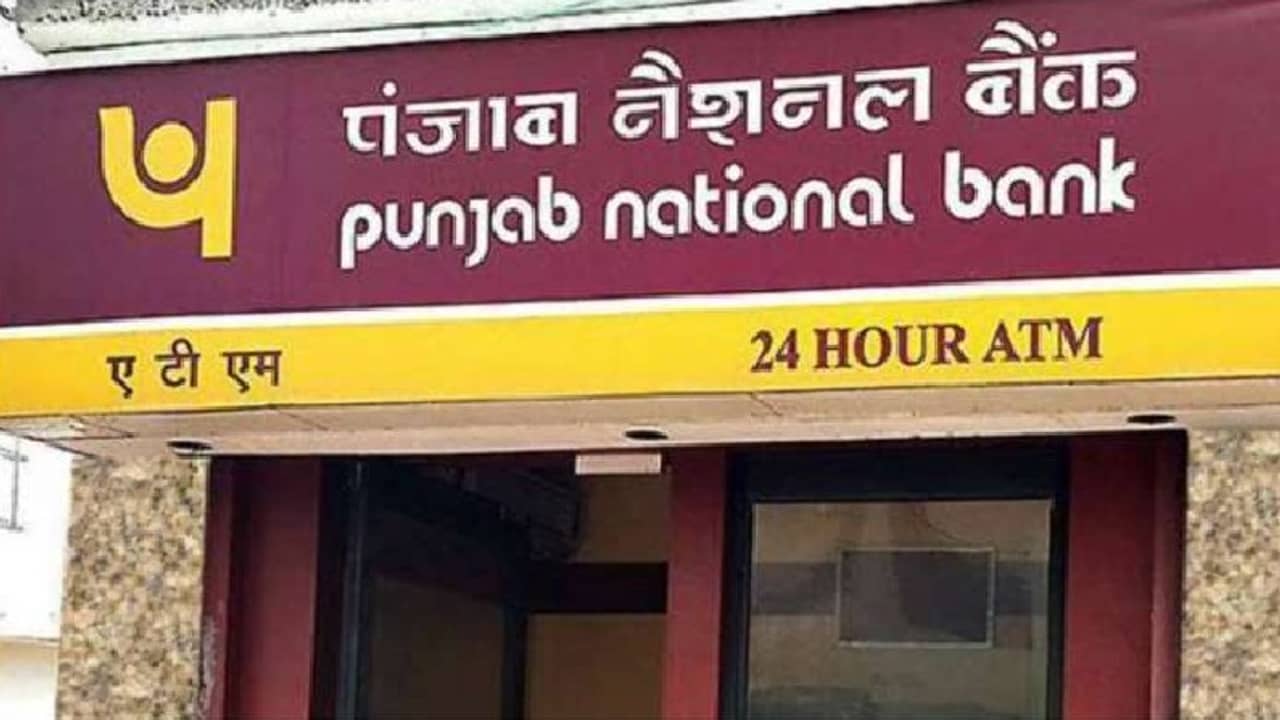 पंजाब नैशनल बैंक
punjab national bank
ए टी एम 24 HOUR ATM